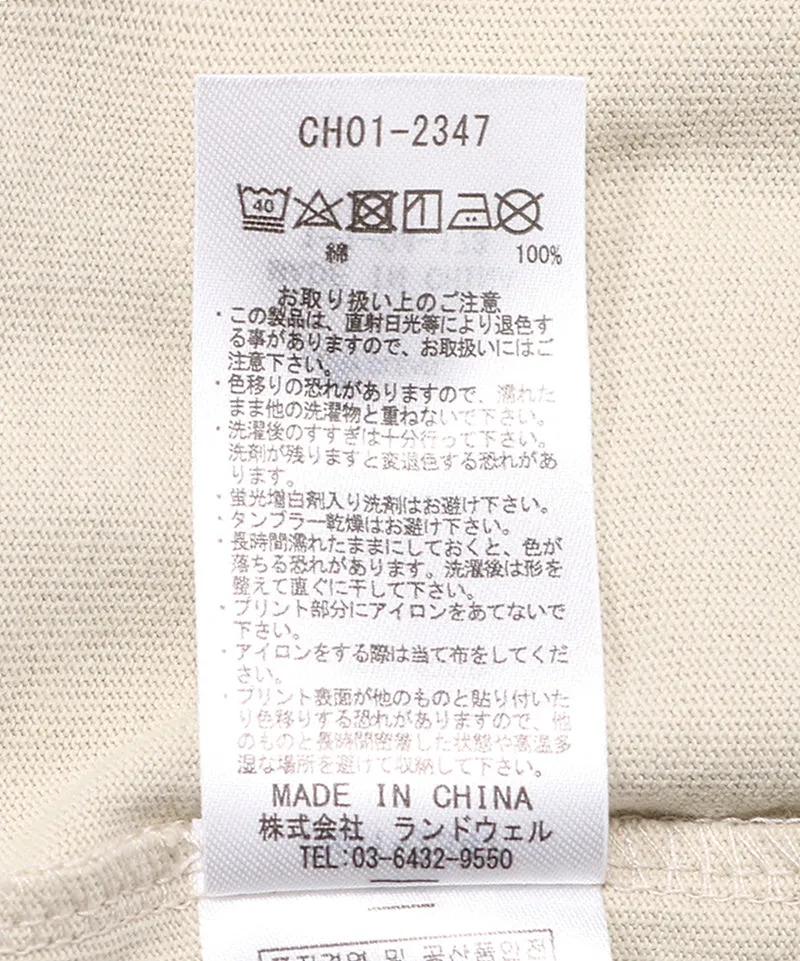 CH01-2347
40
綿 100%
お取り扱い上のご注意
・この製品は、直射日光等により退色す
る事がありますので、お取扱いにはご
注意下さい。
・色移りの恐れがありますので、濡れた
まま他の洗濯物と重ねないで下さい。
・洗濯後のすすぎは十分行って下さい。
洗剤が残りますと変退色する恐れがあ
ります。
・蛍光増白剤入り洗剤はお避け下さい。
・タンブラー乾燥はお避け下さい。
・長時間濡れたままにしておくと、色が
落ちる恐れがあります。洗濯後は形を
整えて直ぐに干して下さい。
・プリント部分にアイロンをあてないで
下さい。
・アイロンをする際は当て布をしてくだ
さい。
・プリント表面が他のものと貼り付いた
り色移りする恐れがありますので、他
のものと長時間密着した状態や高温多
湿な場所を避けて収納して下さい。
MADE IN CHINA
株式会社 ランドウェル
TEL:03-6432-9550